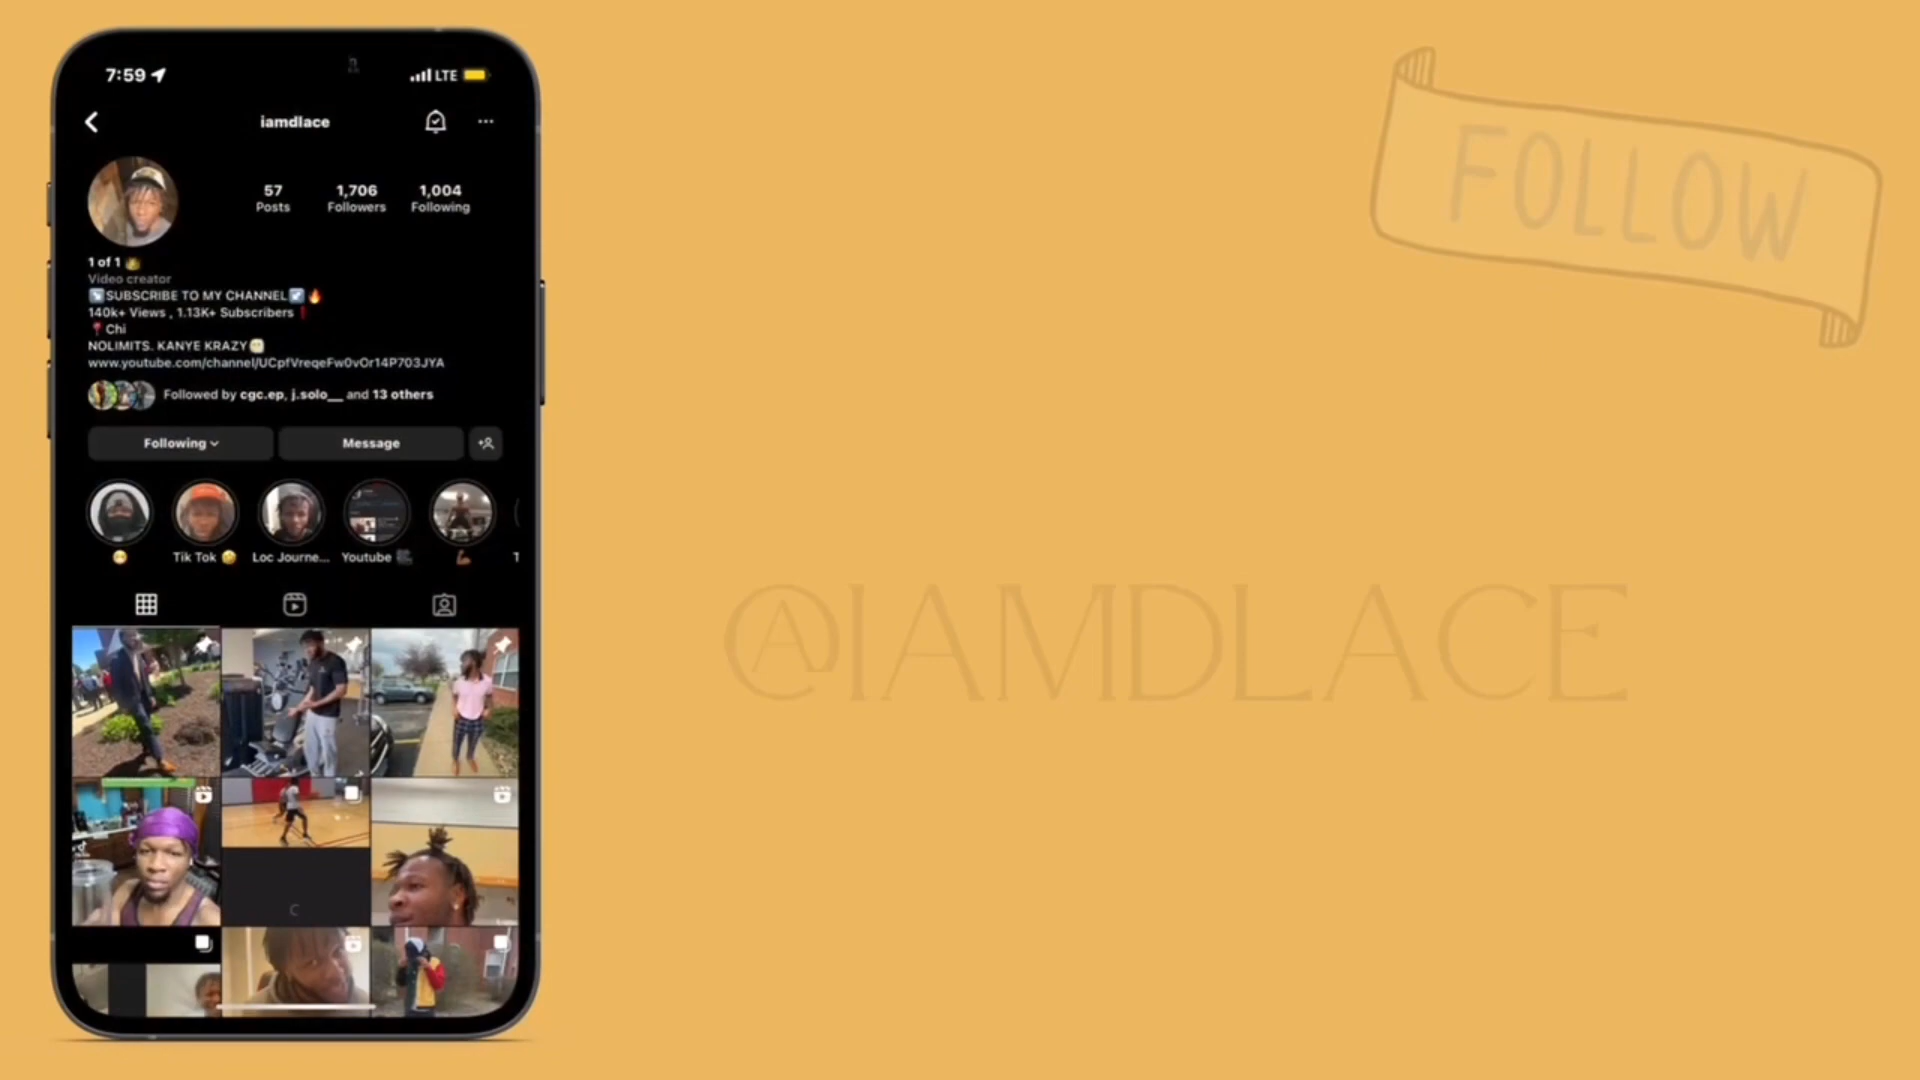 7:59
LTE
iamdlace
57
Posts
1,706
Followers
1,004
Following
1 of 1
Video creator
SUBSCRIBE TO MY CHANNEL
140k+ Views , 1.13K+ Subscribers
Chi
NOLIMITS. KANYE KRAZY
www.youtube.com/channel/UCpfVreqeFw0vOr14P703JYA
Followed by cgc.ep, j.solo__ and 13 others
Following
Message
Tik Tok
Loc Journe...
Youtube
T
FOLLOW
@IAMDLACE